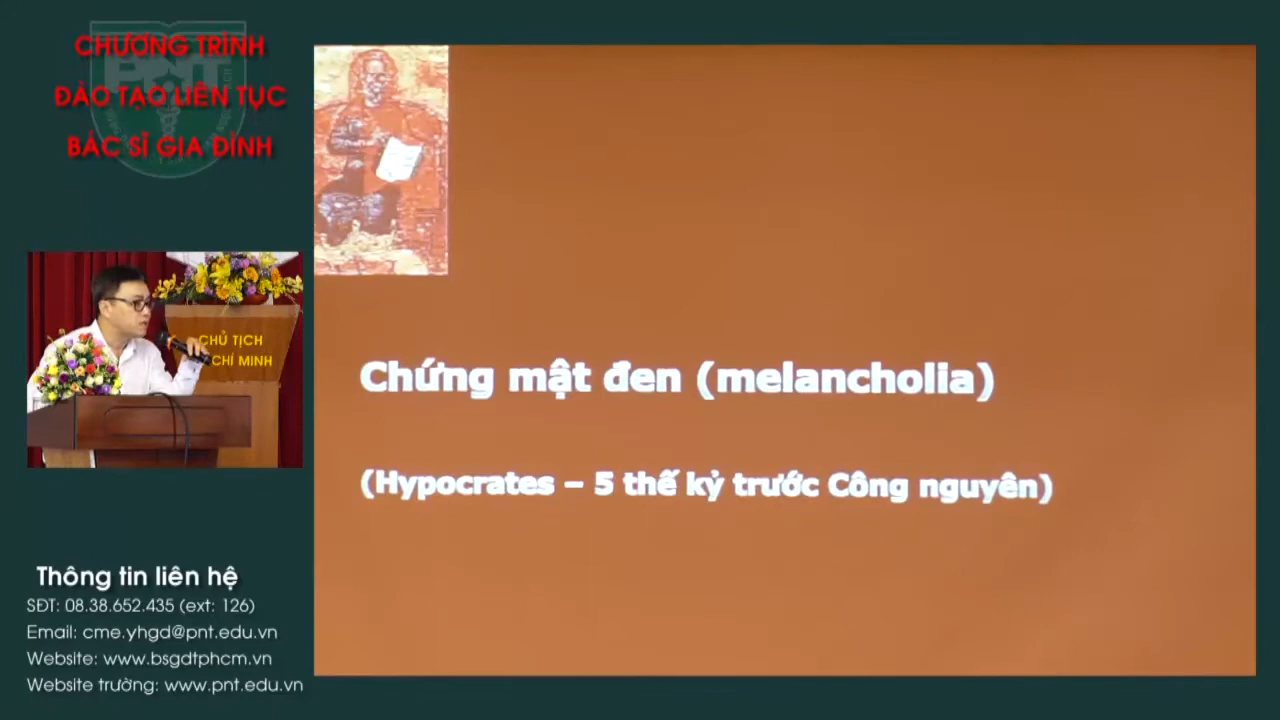 CHƯƠNG TRÌNH
ĐÀO TẠO LIÊN TỤC
BÁC SĨ GIA ĐÌNH
PNT
CHỦ TỊCH
CHÍ MINH
Chứng mật đen (melancholia)
(Hypocrates – 5 thế kỷ trước Công nguyên)
Thông tin liên hệ
SĐT: 08.38.652.435 (ext: 126)
Email: cme.yhgd@pnt.edu.vn
Website: www.bsgdtphcm.vn
Website trường: www.pnt.edu.vn